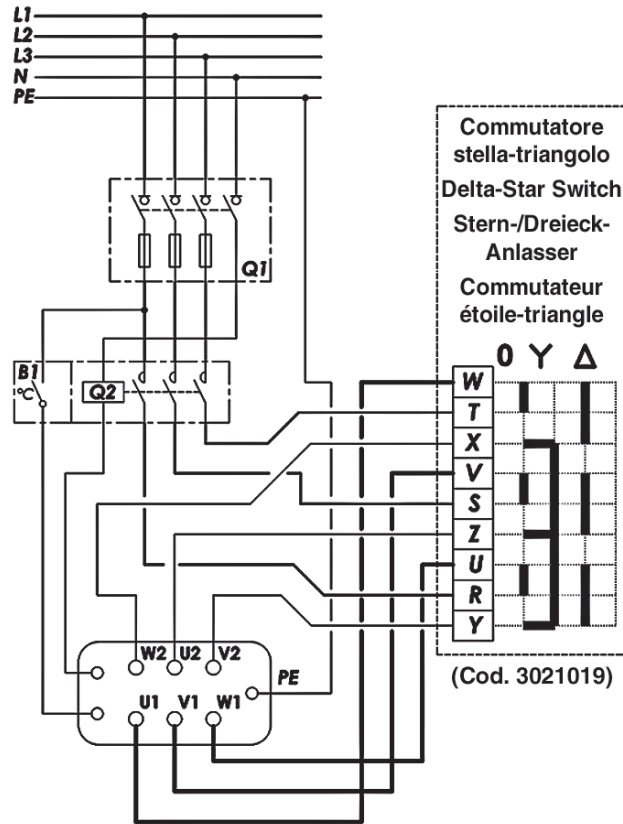 L1
L2
L3
N
PE
Commutatore
stella-triangolo
Delta-Star Switch
Stern-/Dreieck-
Anlasser
Commutateur
étoile-triangle
Q1
0 Y Δ
B1
°C
Q2
W
T
X
V
S
Z
U
R
Y
W2 U2 V2
PE
U1 V1 W1
(Cod. 3021019)